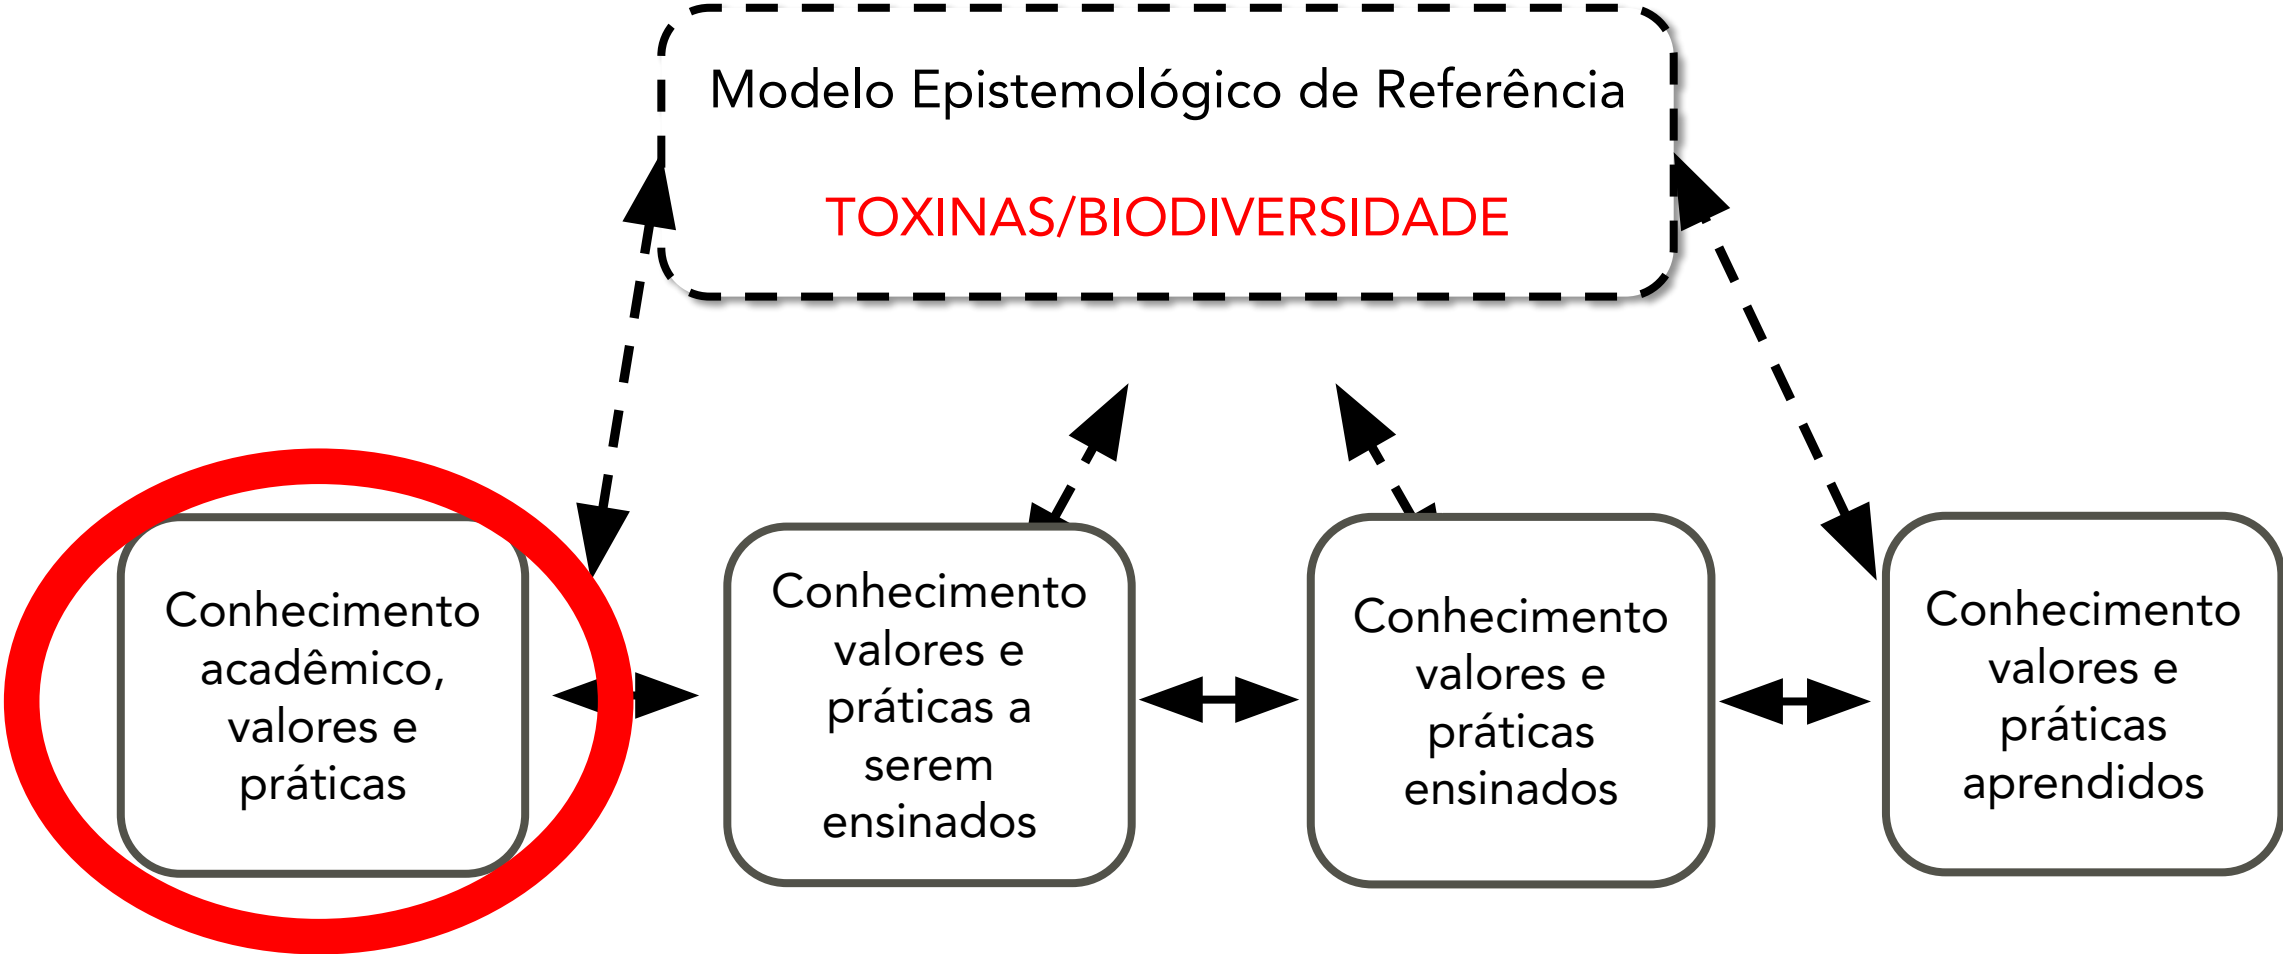 Modelo Epistemológico de Referência
TOXINAS/BIODIVERSIDADE
Conhecimento
acadêmico,
valores e
práticas
Conhecimento
valores e
práticas a
serem
ensinados
Conhecimento
valores e
práticas
ensinados
Conhecimento
valores e
práticas
aprendidos